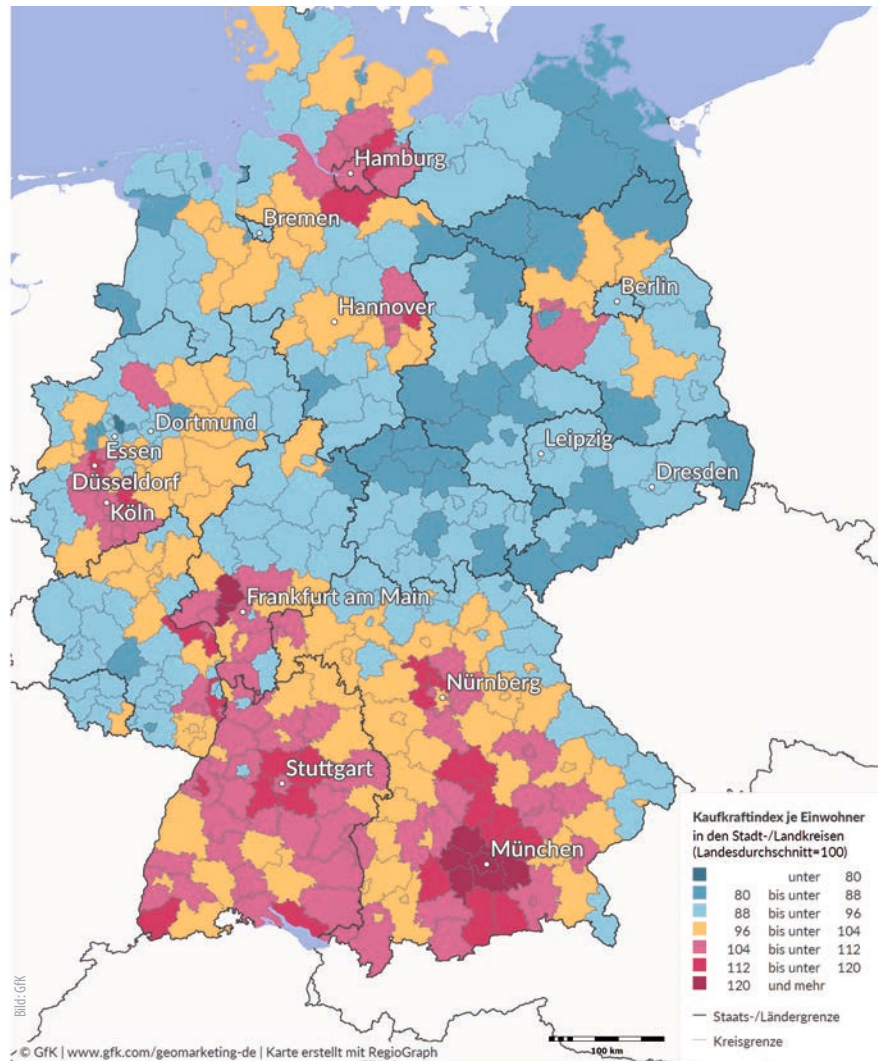 Hamburg
Bremen
Berlin
Hannover
Dortmund
Essen
Düsseldorf
Köln
Leipzig
Dresden
Frankfurt am Main
Nürnberg
Stuttgart
München
Kaufkraftindex je Einwohner
in den Stadt-/Landkreisen
(Landesdurchschnitt=100)
unter 80
80 bis unter 88
88 bis unter 96
96 bis unter 104
104 bis unter 112
112 bis unter 120
120 und mehr
Staats-/Ländergrenze
Kreisgrenze
100 km
Bild: GfK
© GfK | www.gfk.com/geomarketing-de | Karte erstellt mit RegioGraph